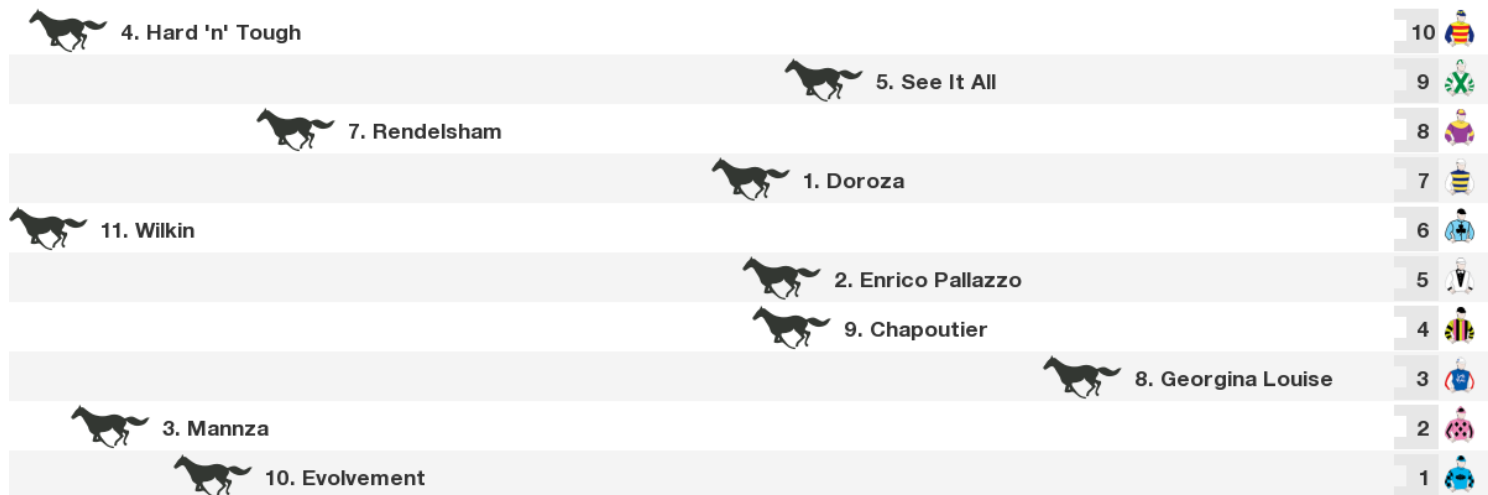 4. Hard 'n' Tough 10
5. See It All 9
7. Rendelsham 8
1. Doroza 7
11. Wilkin 6
2. Enrico Pallazzo 5
9. Chapoutier 4
8. Georgina Louise 3
3. Mannza 2
10. Evolvement 1